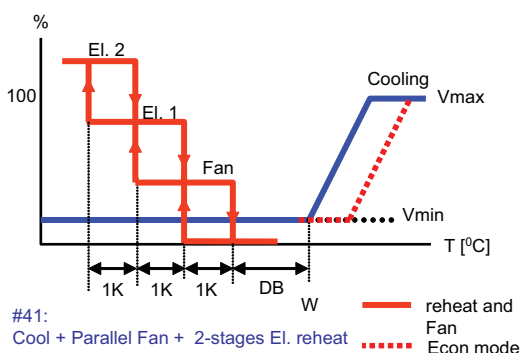 %
El. 2
Cooling
100
Vmax
El. 1
Fan
Vmin
T [⁰C]
1K 1K 1K DB
W
#41:
Cool + Parallel Fan + 2-stages El. reheat
reheat and
Fan
Econ mode